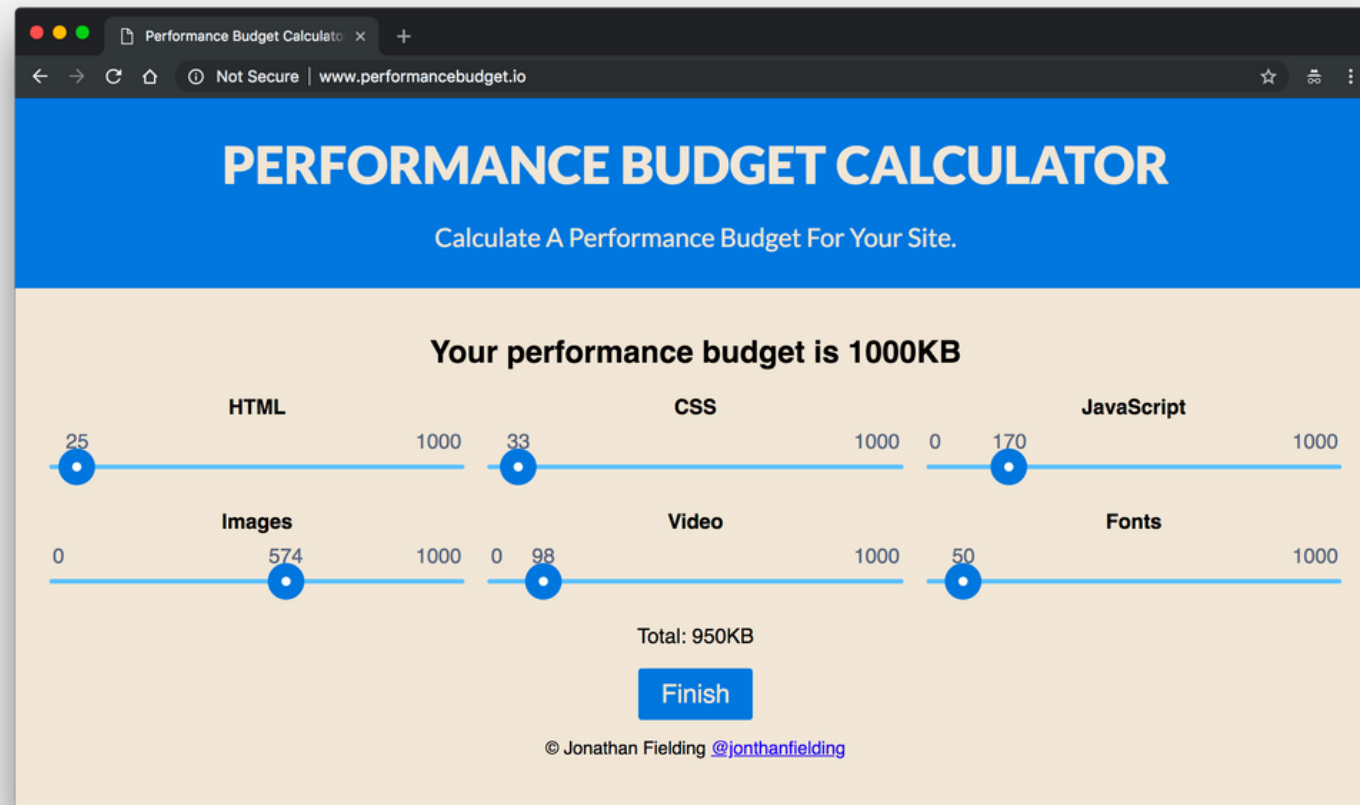 Performance Budget Calculato
Not Secure | www.performancebudget.io
PERFORMANCE BUDGET CALCULATOR
Calculate A Performance Budget For Your Site.
Your performance budget is 1000KB
HTML CSS JavaScript
25 1000 33 1000 0 170 1000
Images Video Fonts
0 574 1000 0 98 1000 50 1000
Total: 950KB
Finish
© Jonathan Fielding @jonthanfielding